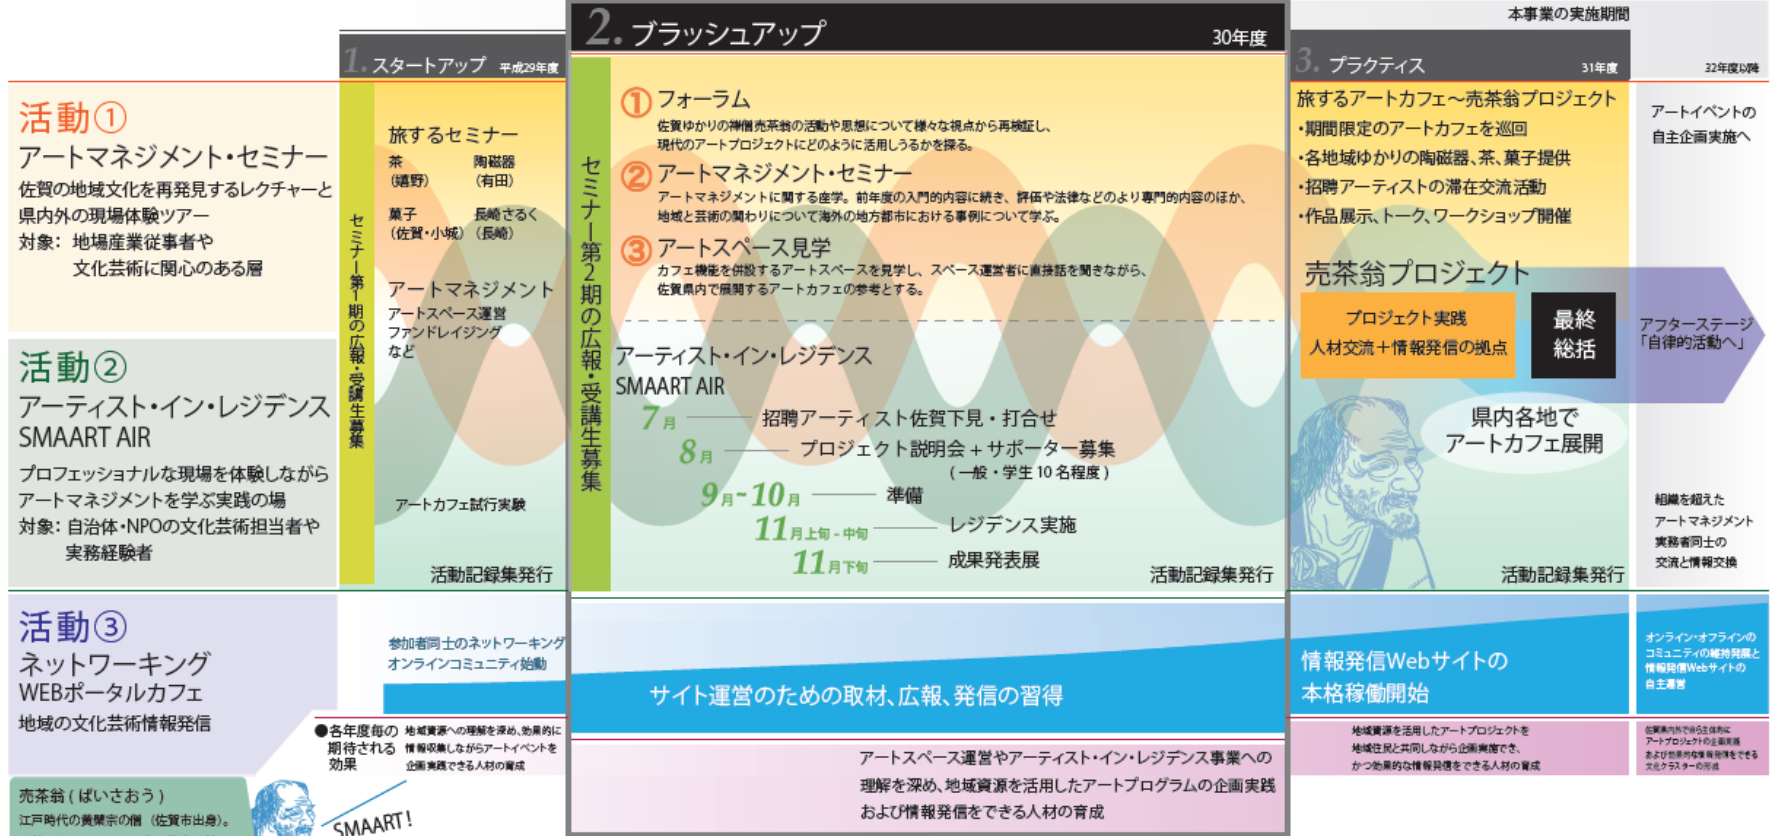 本事業の実施期間
1. スタートアップ 平成29年度
2. ブラッシュアップ 30年度
3. プラクティス 31年度
32年度以降
活動①
アートマネジメント・セミナー
佐賀の地域文化を再発見するレクチャーと
県内外の現場体験ツアー
対象: 地場産業従事者や
文化芸術に関心のある層
活動②
アーティスト・イン・レジデンス
SMAART AIR
プロフェッショナルな現場を体験しながら
アートマネジメントを学ぶ実践の場
対象: 自治体・NPOの文化芸術担当者や
実務経験者
活動③
ネットワーキング
WEBポータルカフェ
地域の文化芸術情報発信
売茶翁 ( ばいさおう )
江戸時代の黄檗宗の僧（佐賀市出身）。
セミナー第1期の広報・受講生募集
旅するセミナー
茶 陶磁器
(嬉野) (有田)
菓子 長崎さるく
(佐賀・小城) (長崎)
アートマネジメント
アートスペース運営
ファンドレイジング
など
アートカフェ試行実験
活動記録集発行
参加者同士のネットワーキング
オンラインコミュニティ始動
●各年度毎の
期待される
効果
地域資源への理解を深め、効果的に
情報収集しながらアートイベントを
企画実践できる人材の育成
SMAART!
セミナー第2期の広報・受講生募集
① フォーラム
佐賀ゆかりの禅僧売茶翁の活動や思想について様々な視点から再検証し、
現代のアートプロジェクトにどのように活用しうるかを探る。
② アートマネジメント・セミナー
アートマネジメントに関する座学。前年度の入門的内容に続き、評価や法律などのより専門的内容のほか、
地域と芸術の関わりについて海外の地方都市における事例について学ぶ。
③ アートスペース見学
カフェ機能を併設するアートスペースを見学し、スペース運営者に直接話を聞きながら、
佐賀県内で展開するアートカフェの参考とする。
アーティスト・イン・レジデンス
SMAART AIR
7月 招聘アーティスト佐賀下見・打合せ
8月 プロジェクト説明会 + サポーター募集
( 一般・学生 10 名程度 )
9月~10月 準備
11月上旬 - 中旬 レジデンス実施
11月下旬 成果発表展
活動記録集発行
サイト運営のための取材、広報、発信の習得
アートスペース運営やアーティスト・イン・レジデンス事業への
理解を深め、地域資源を活用したアートプログラムの企画実践
および情報発信をできる人材の育成
旅するアートカフェ～売茶翁プロジェクト
・期間限定のアートカフェを巡回
・各地域ゆかりの陶磁器、茶、菓子提供
・招聘アーティストの滞在交流活動
・作品展示、トーク、ワークショップ開催
売茶翁プロジェクト
プロジェクト実践
人材交流+情報発信の拠点
最終
総括
県内各地で
アートカフェ展開
活動記録集発行
情報発信Webサイトの
本格稼働開始
地域資源を活用したアートプロジェクトを
地域住民と共同しながら企画実施でき、
かつ効果的な情報発信をできる人材の育成
アートイベントの
自主企画実施へ
アフターステージ
「自律的活動へ」
組織を超えた
アートマネジメント
実務者同士の
交流と情報交換
オンライン・オフラインの
コミュニティの維持発展と
情報発信Webサイトの
自主運営
佐賀県内外で自ら主体的に
アートプロジェクトの企画実践
および効果的な情報発信をできる
文化クラスターの形成